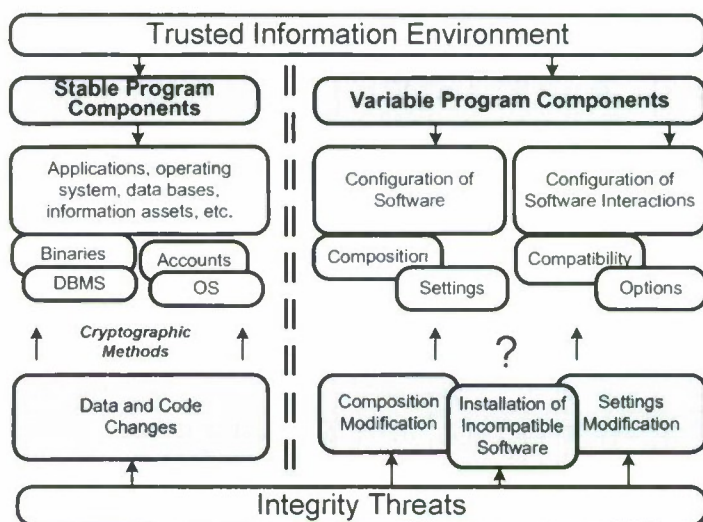 Trusted Information Environment
Stable Program
Components
Variable Program Components
Applications, operating
system, data bases,
information assets, etc.
Configuration of
Software
Configuration of
Software Interactions
Binaries
Accounts
DBMS
OS
Composition
Settings
Compatibility
Options
Cryptographic
Methods
?
Data and Code
Changes
Composition
Modification
Installation of
Incompatible
Software
Settings
Modification
Integrity Threats